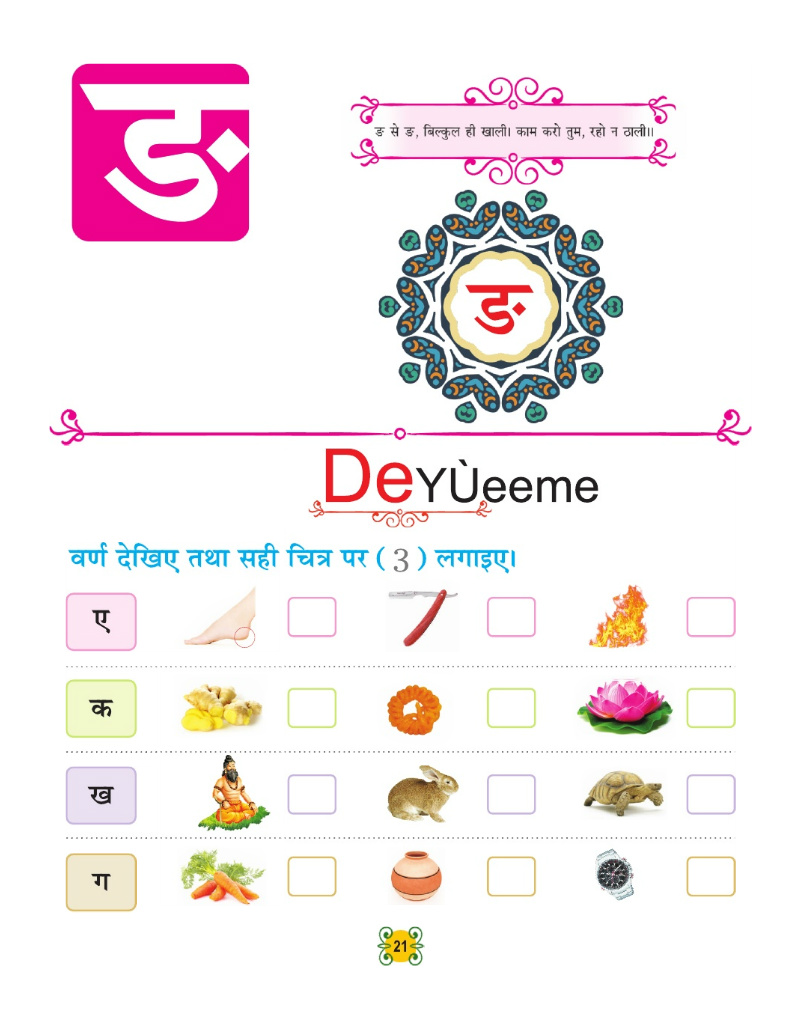 ङ
ङ से ङ, बिल्कुल ही खाली। काम करो तुम, रहो न ठाली।।
ङ
DeYÙeeme
वर्ण देखिए तथा सही चित्र पर ( 3 ) लगाइए।
ए
क
ख
ग
21